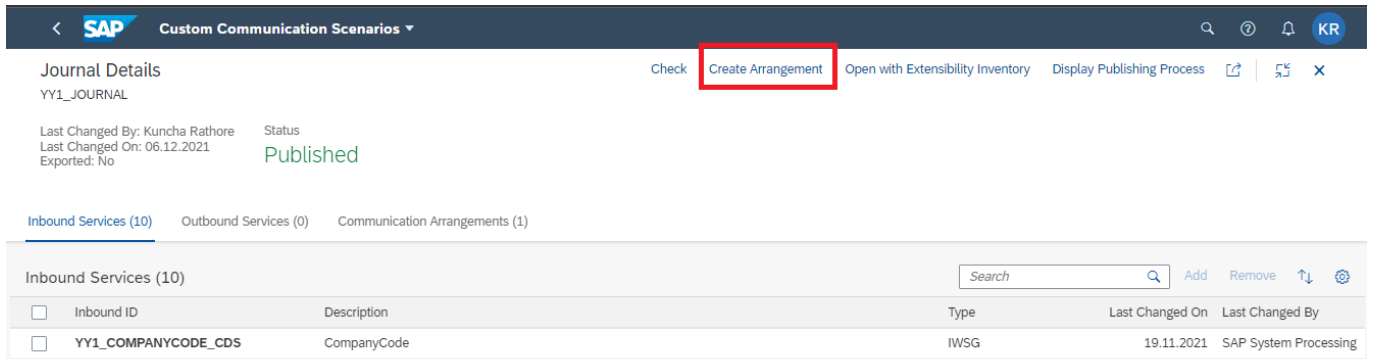 SAP Custom Communication Scenarios KR
Journal Details Check Create Arrangement Open with Extensibility Inventory Display Publishing Process
YY1_JOURNAL
Last Changed By: Kuncha Rathore Status
Last Changed On: 06.12.2021 Published
Exported: No
Inbound Services (10) Outbound Services (0) Communication Arrangements (1)
Inbound Services (10) Search Add Remove
Inbound ID Description Type Last Changed On Last Changed By
YY1_COMPANYCODE_CDS CompanyCode IWSG 19.11.2021 SAP System Processing